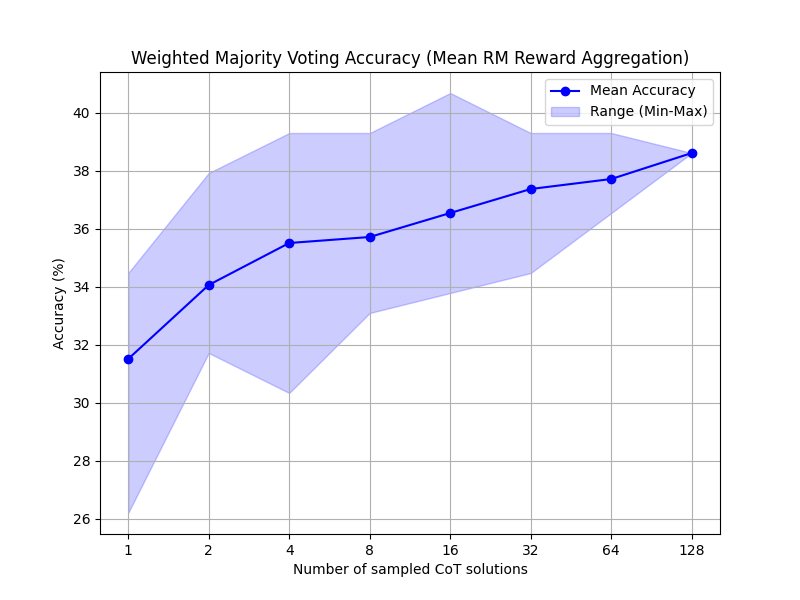 Weighted Majority Voting Accuracy (Mean RM Reward Aggregation)
Mean Accuracy
Range (Min-Max)
40
38
36
34
32
30
28
26
Accuracy (%)
1 2 4 8 16 32 64 128
Number of sampled CoT solutions